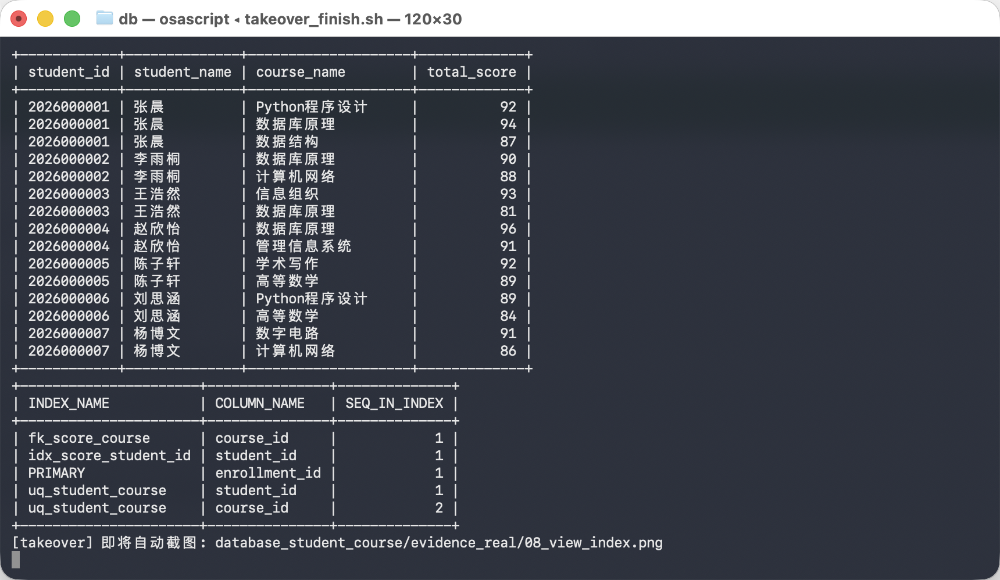 db — osascript ◂ takeover_finish.sh — 120×30
+------------+--------------+--------------------+-------------+
| student_id | student_name | course_name        | total_score |
+------------+--------------+--------------------+-------------+
| 2026000001 | 张晨         | Python程序设计     |          92 |
| 2026000001 | 张晨         | 数据库原理         |          94 |
| 2026000001 | 张晨         | 数据结构           |          87 |
| 2026000002 | 李雨桐       | 数据库原理         |          90 |
| 2026000002 | 李雨桐       | 计算机网络         |          88 |
| 2026000003 | 王浩然       | 信息组织           |          93 |
| 2026000003 | 王浩然       | 数据库原理         |          81 |
| 2026000004 | 赵欣怡       | 数据库原理         |          96 |
| 2026000004 | 赵欣怡       | 管理信息系统       |          91 |
| 2026000005 | 陈子轩       | 学术写作           |          92 |
| 2026000005 | 陈子轩       | 高等数学           |          89 |
| 2026000006 | 刘思涵       | Python程序设计     |          89 |
| 2026000006 | 刘思涵       | 高等数学           |          84 |
| 2026000007 | 杨博文       | 数字电路           |          91 |
| 2026000007 | 杨博文       | 计算机网络         |          86 |
+------------+--------------+--------------------+-------------+
+----------------------+---------------+--------------+
| INDEX_NAME           | COLUMN_NAME   | SEQ_IN_INDEX |
+----------------------+---------------+--------------+
| fk_score_course      | course_id     |            1 |
| idx_score_student_id | student_id    |            1 |
| PRIMARY              | enrollment_id |            1 |
| uq_student_course    | student_id    |            1 |
| uq_student_course    | course_id     |            2 |
+----------------------+---------------+--------------+
[takeover] 即将自动截图: database_student_course/evidence_real/08_view_index.png